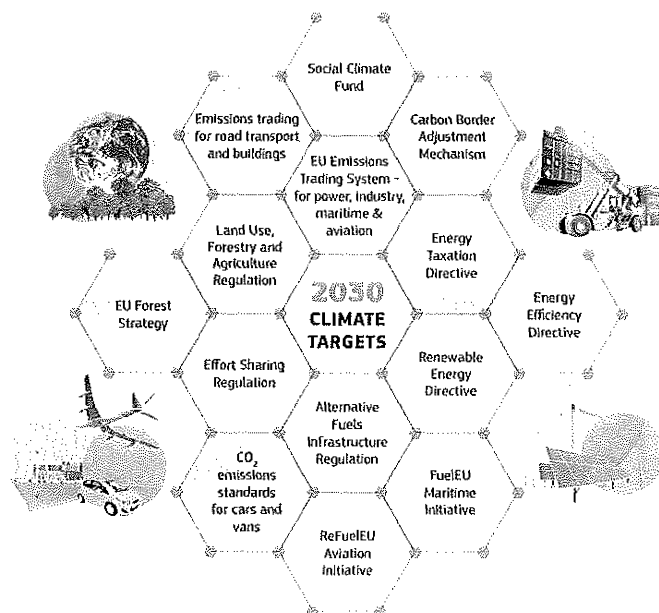 Social Climate
Fund
Emissions trading
for road transport
and buildings
Carbon Border
Adjustment
Mechanism
EU Emissions
Trading System –
for power, industry,
maritime &
aviation
Land Use,
Forestry and
Agriculture
Regulation
Energy
Taxation
Directive
EU Forest
Strategy
2030
CLIMATE
TARGETS
Energy
Efficiency
Directive
Effort Sharing
Regulation
Renewable
Energy
Directive
Alternative
Fuels
Infrastructure
Regulation
CO2
emissions
standards
for cars and
vans
FuelEU
Maritime
Initiative
ReFuelEU
Aviation
Initiative